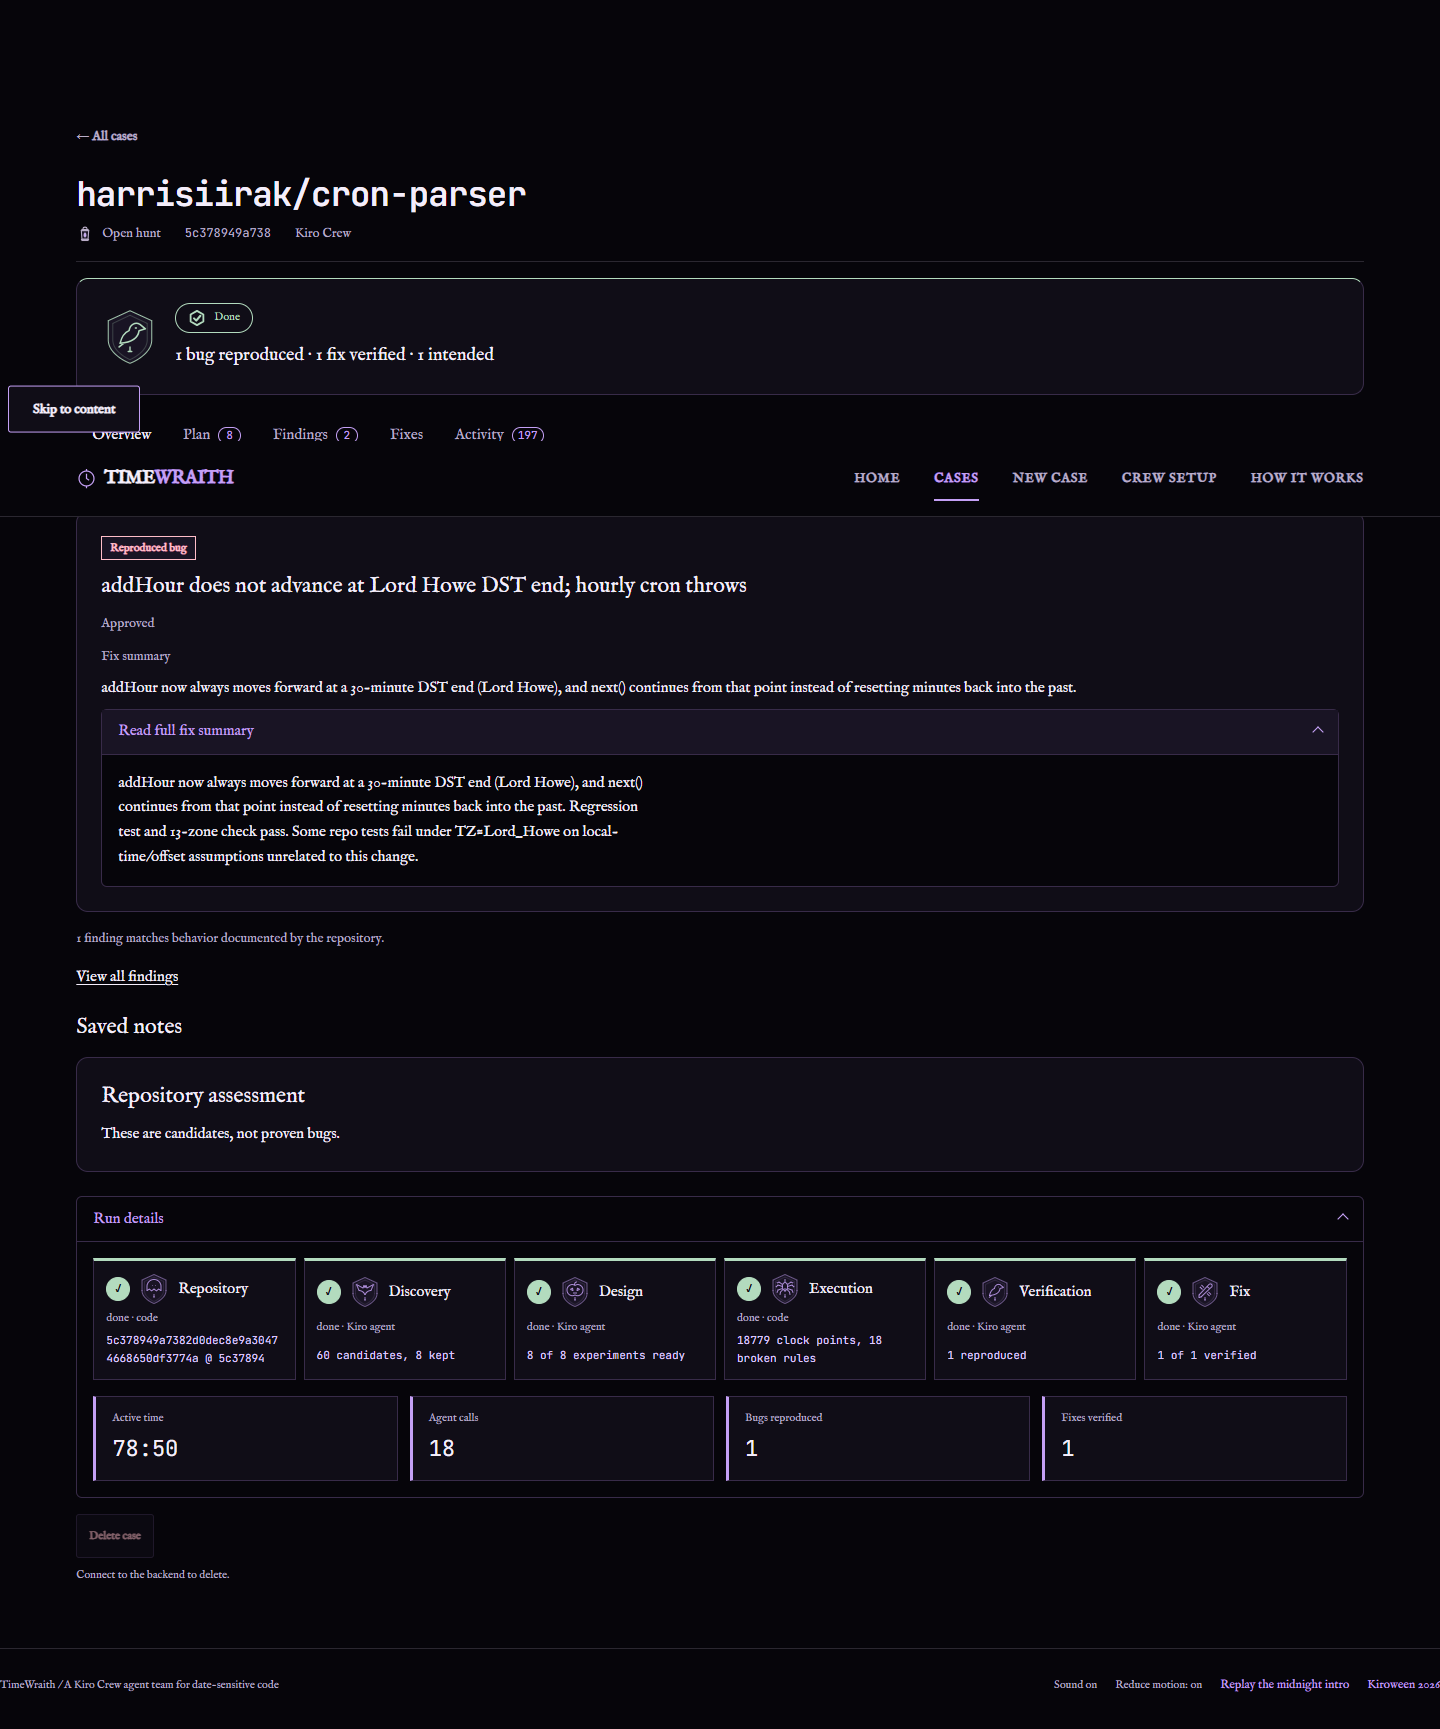 ← All cases
harrisiirak/cron-parser
Open hunt 5c378949a738 Kiro Crew
Done
1 bug reproduced · 1 fix verified · 1 intended
Skip to content
Overview Plan 8 Findings 2 Fixes Activity 197
TIMEWRAITH HOME CASES NEW CASE CREW SETUP HOW IT WORKS
Reproduced bug
addHour does not advance at Lord Howe DST end; hourly cron throws
Approved
Fix summary
addHour now always moves forward at a 30-minute DST end (Lord Howe), and next() continues from that point instead of resetting minutes back into the past.
Read full fix summary
addHour now always moves forward at a 30-minute DST end (Lord Howe), and next()
continues from that point instead of resetting minutes back into the past. Regression
test and 13-zone check pass. Some repo tests fail under TZ=Lord_Howe on local-
time/offset assumptions unrelated to this change.
1 finding matches behavior documented by the repository.
View all findings
Saved notes
Repository assessment
These are candidates, not proven bugs.
Run details
Repository
done · code
5c378949a7382d0dec8e9a3047
4668650df3774a @ 5c37894
Discovery
done · Kiro agent
60 candidates, 8 kept
Design
done · Kiro agent
8 of 8 experiments ready
Execution
done · code
18779 clock points, 18
broken rules
Verification
done · Kiro agent
1 reproduced
Fix
done · Kiro agent
1 of 1 verified
Active time
78:50
Agent calls
18
Bugs reproduced
1
Fixes verified
1
Delete case
Connect to the backend to delete.
TimeWraith / A Kiro Crew agent team for date-sensitive code Sound on Reduce motion: on Replay the midnight intro Kiroween 2026